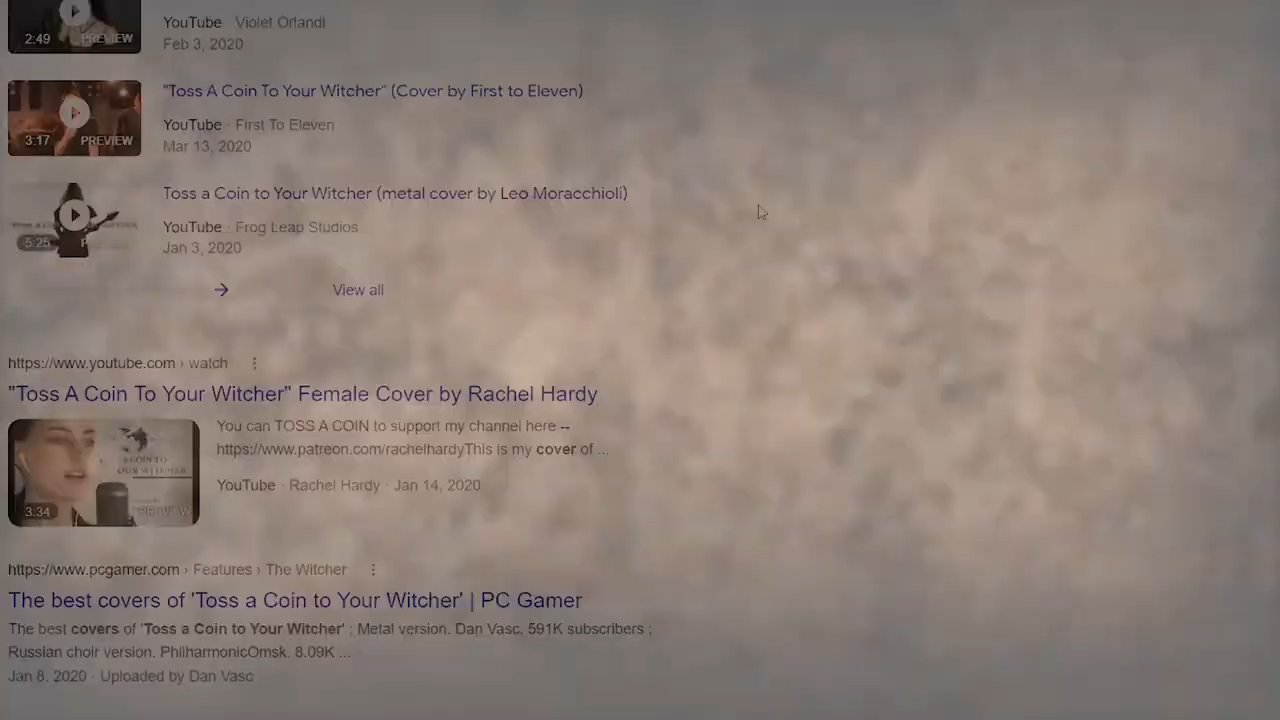 YouTube · Violet Orlandi
2:49 PREVIEW
Feb 3, 2020
"Toss A Coin To Your Witcher" (Cover by First to Eleven)
YouTube · First To Eleven
3:17 PREVIEW
Mar 13, 2020
Toss a Coin to Your Witcher (metal cover by Leo Moracchioli)
YouTube · Frog Leap Studios
5:25
Jan 3, 2020
→ View all
https://www.youtube.com › watch
"Toss A Coin To Your Witcher" Female Cover by Rachel Hardy
You can TOSS A COIN to support my channel here --
https://www.patreon.com/rachelhardyThis is my cover of ...
YouTube · Rachel Hardy · Jan 14, 2020
3:34 PREVIEW
https://www.pcgamer.com › Features › The Witcher
The best covers of 'Toss a Coin to Your Witcher' | PC Gamer
The best covers of 'Toss a Coin to Your Witcher' ; Metal version. Dan Vasc. 591K subscribers ;
Russian choir version. PhilharmonicOmsk. 8.09K ...
Jan 8, 2020 · Uploaded by Dan Vasc